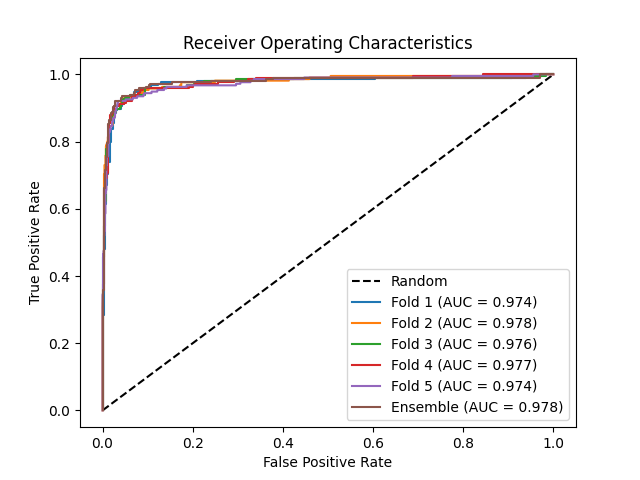 Receiver Operating Characteristics
1.0
0.8
0.6
0.4
0.2
0.0
True Positive Rate
Random
Fold 1 (AUC = 0.974)
Fold 2 (AUC = 0.978)
Fold 3 (AUC = 0.976)
Fold 4 (AUC = 0.977)
Fold 5 (AUC = 0.974)
Ensemble (AUC = 0.978)
0.0 0.2 0.4 0.6 0.8 1.0
False Positive Rate